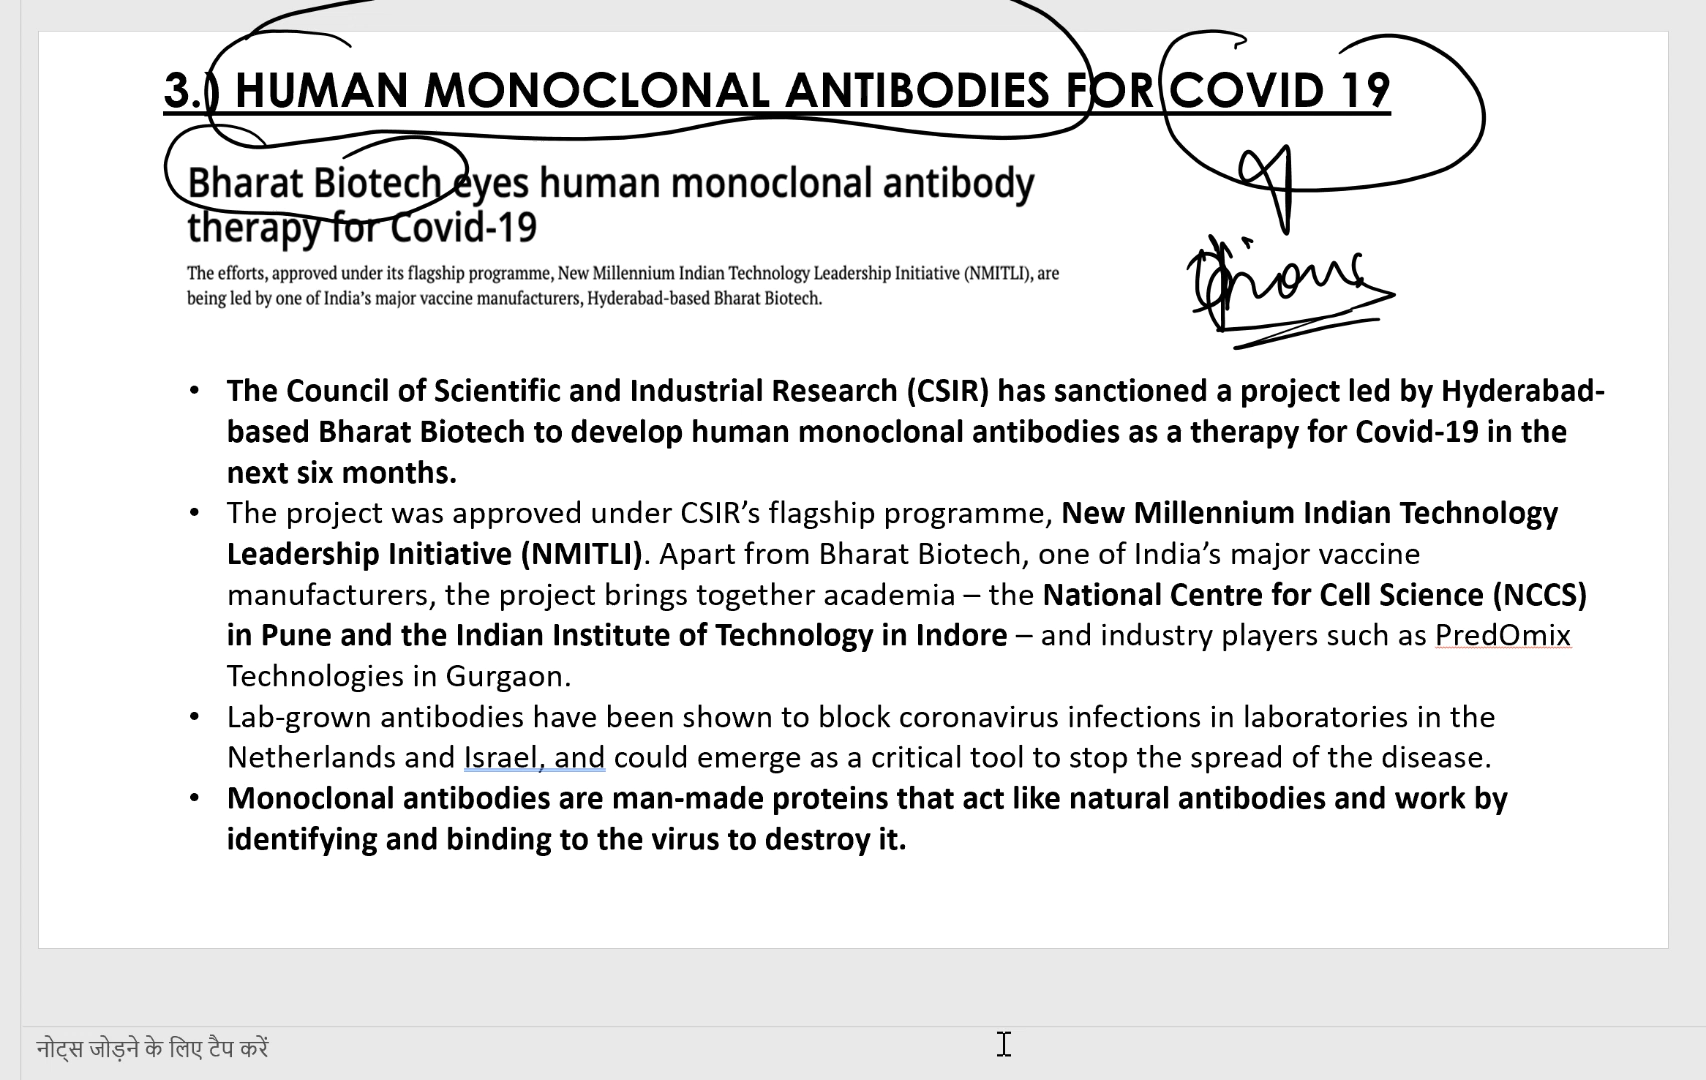 3.) HUMAN MONOCLONAL ANTIBODIES FOR COVID 19
Bharat Biotech eyes human monoclonal antibody
therapy for Covid-19
The efforts, approved under its flagship programme, New Millennium Indian Technology Leadership Initiative (NMITLI), are
being led by one of India's major vaccine manufacturers, Hyderabad-based Bharat Biotech.
• The Council of Scientific and Industrial Research (CSIR) has sanctioned a project led by Hyderabad-
based Bharat Biotech to develop human monoclonal antibodies as a therapy for Covid-19 in the
next six months.
• The project was approved under CSIR's flagship programme, New Millennium Indian Technology
Leadership Initiative (NMITLI). Apart from Bharat Biotech, one of India's major vaccine
manufacturers, the project brings together academia – the National Centre for Cell Science (NCCS)
in Pune and the Indian Institute of Technology in Indore – and industry players such as PredOmix
Technologies in Gurgaon.
• Lab-grown antibodies have been shown to block coronavirus infections in laboratories in the
Netherlands and Israel, and could emerge as a critical tool to stop the spread of the disease.
• Monoclonal antibodies are man-made proteins that act like natural antibodies and work by
identifying and binding to the virus to destroy it.
नोट्स जोड़ने के लिए टैप करें